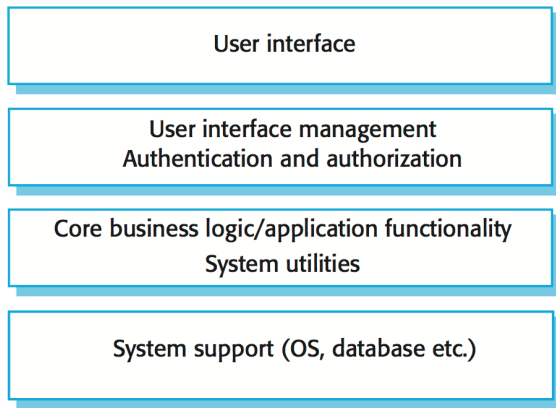 User interface
User interface management
Authentication and authorization
Core business logic/application functionality
System utilities
System support (OS, database etc.)